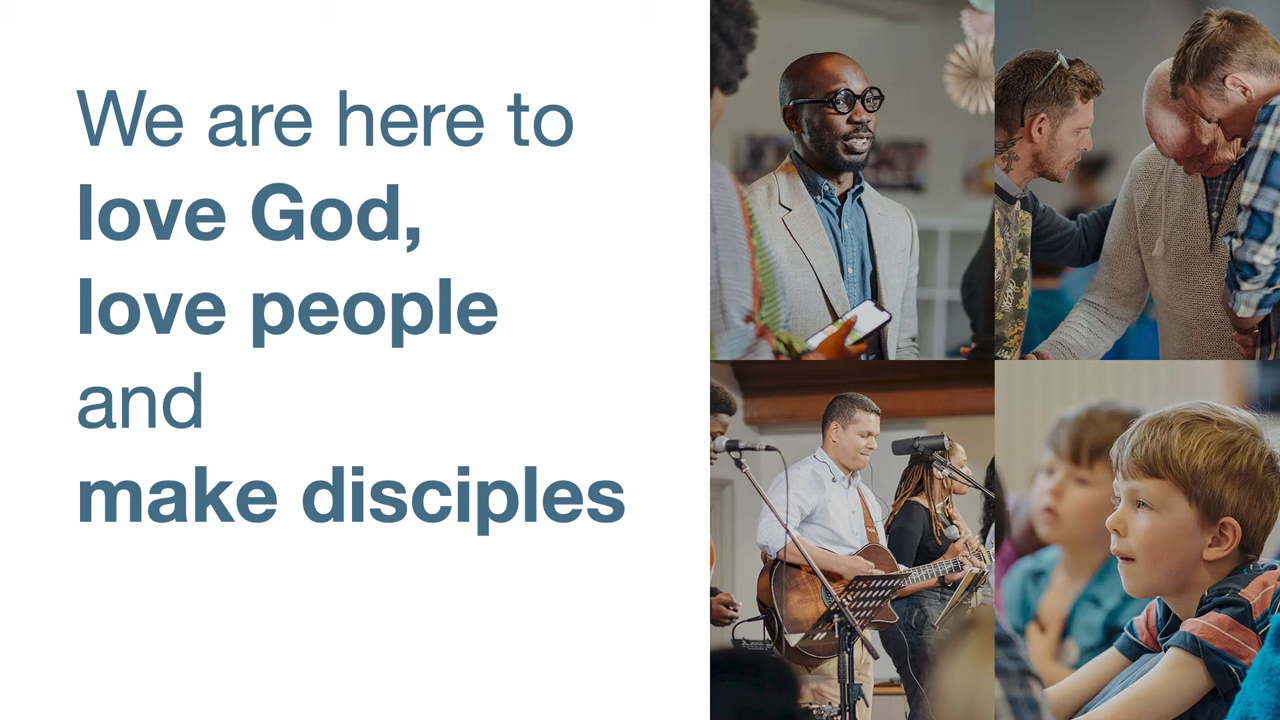 We are here to
love God,
love people
and
make disciples